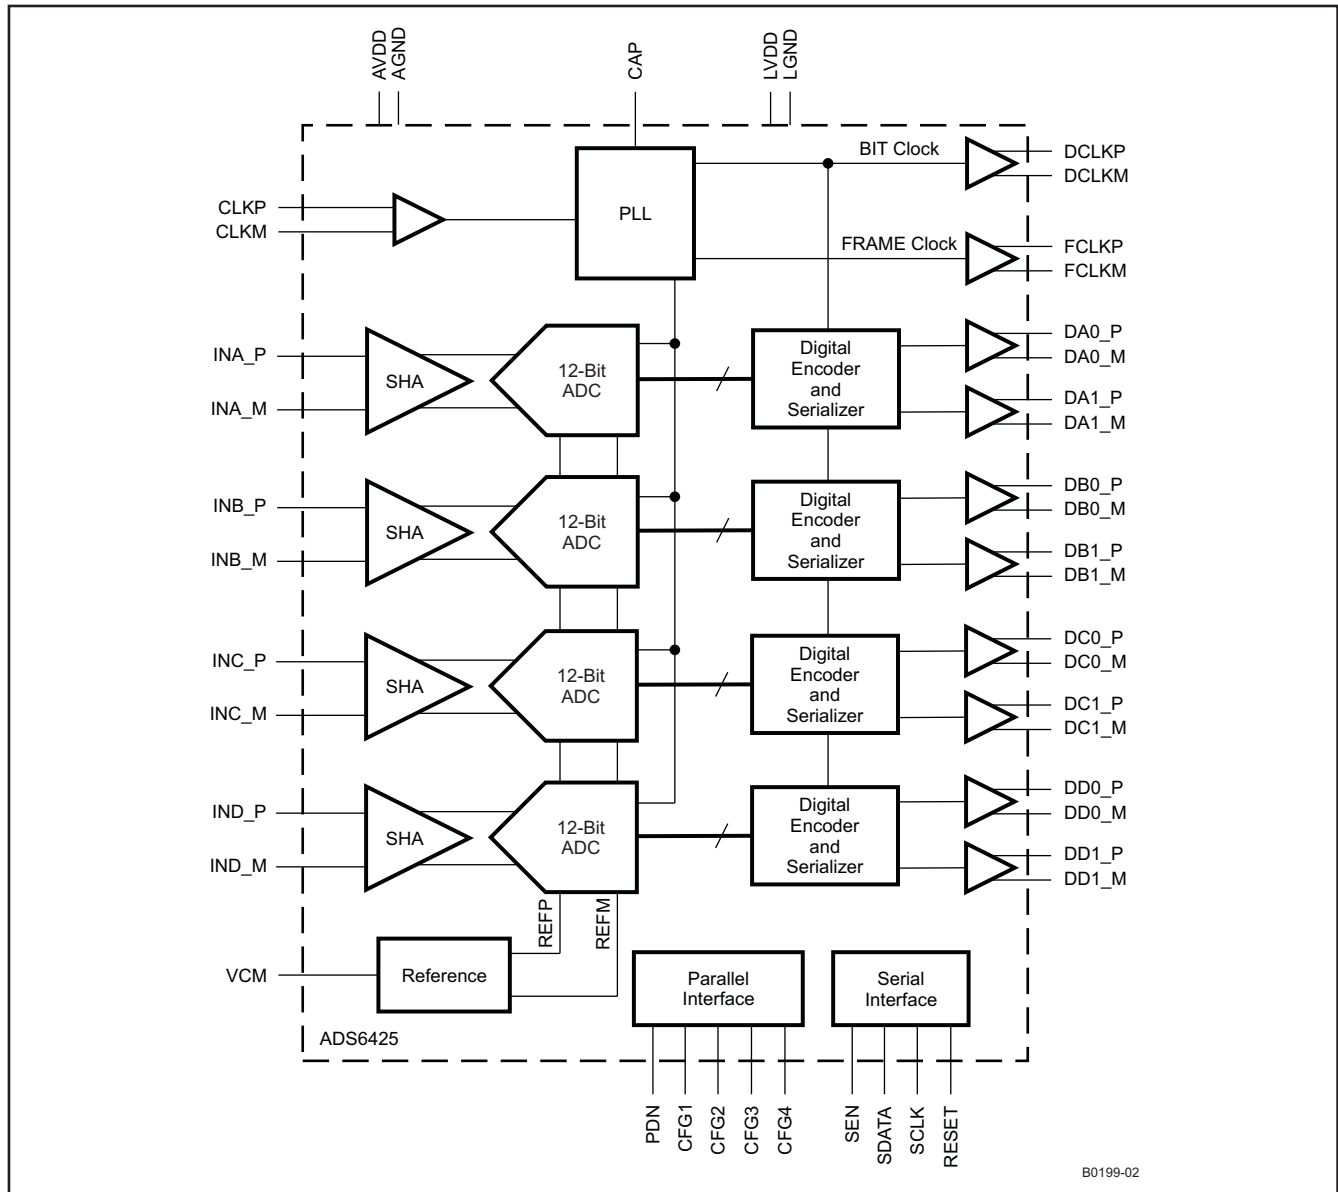 AVDD
AGND
CAP
LVDD
LGND
CLKP
CLKM
PLL
BIT Clock
DCLKP
DCLKM
FRAME Clock
FCLKP
FCLKM
INA_P
INA_M
SHA
12-Bit
ADC
Digital
Encoder
and
Serializer
DA0_P
DA0_M
DA1_P
DA1_M
INB_P
INB_M
SHA
12-Bit
ADC
Digital
Encoder
and
Serializer
DB0_P
DB0_M
DB1_P
DB1_M
INC_P
INC_M
SHA
12-Bit
ADC
Digital
Encoder
and
Serializer
DC0_P
DC0_M
DC1_P
DC1_M
IND_P
IND_M
SHA
12-Bit
ADC
Digital
Encoder
and
Serializer
DD0_P
DD0_M
DD1_P
DD1_M
REFP
REFM
VCM
Reference
Parallel
Interface
Serial
Interface
ADS6425
PDN
CFG1
CFG2
CFG3
CFG4
SEN
SDATA
SCLK
RESET
B0199-02